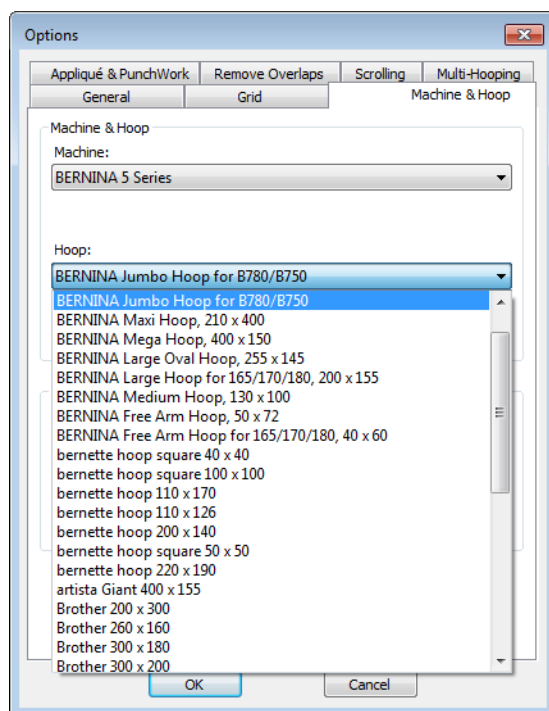 Options
Appliqué & PunchWork Remove Overlaps Scrolling Multi-Hooping
General Grid Machine & Hoop
Machine & Hoop
Machine:
BERNINA 5 Series
Hoop:
BERNINA Jumbo Hoop for B780/B750
BERNINA Jumbo Hoop for B780/B750
BERNINA Maxi Hoop, 210 x 400
BERNINA Mega Hoop, 400 x 150
BERNINA Large Oval Hoop, 255 x 145
BERNINA Large Hoop for 165/170/180, 200 x 155
BERNINA Medium Hoop, 130 x 100
BERNINA Free Arm Hoop, 50 x 72
BERNINA Free Arm Hoop for 165/170/180, 40 x 60
bernette hoop square 40 x 40
bernette hoop square 100 x 100
bernette hoop 110 x 170
bernette hoop 110 x 126
bernette hoop 200 x 140
bernette hoop square 50 x 50
bernette hoop 220 x 190
artista Giant 400 x 155
Brother 200 x 300
Brother 260 x 160
Brother 300 x 180
Brother 300 x 200
OK Cancel